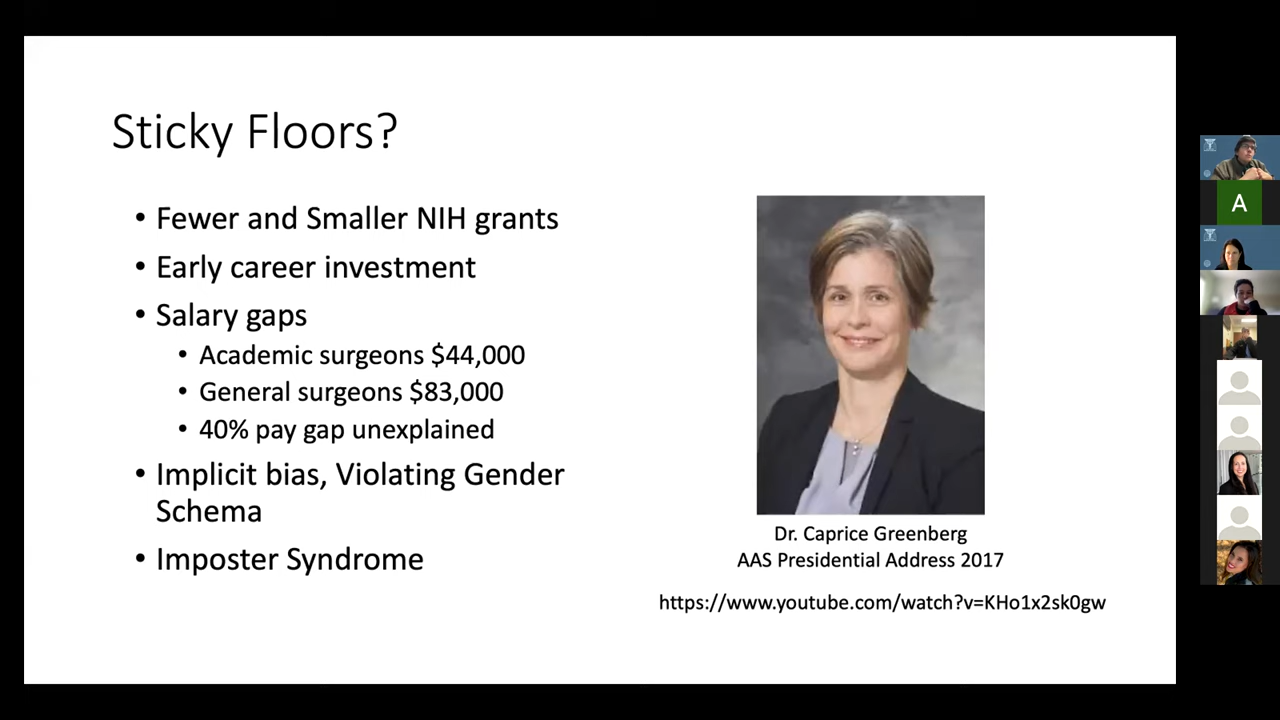 Sticky Floors?
• Fewer and Smaller NIH grants
• Early career investment
• Salary gaps
• Academic surgeons $44,000
• General surgeons $83,000
• 40% pay gap unexplained
• Implicit bias, Violating Gender
Schema
• Imposter Syndrome
Dr. Caprice Greenberg
AAS Presidential Address 2017
https://www.youtube.com/watch?v=KHo1x2sk0gw
A